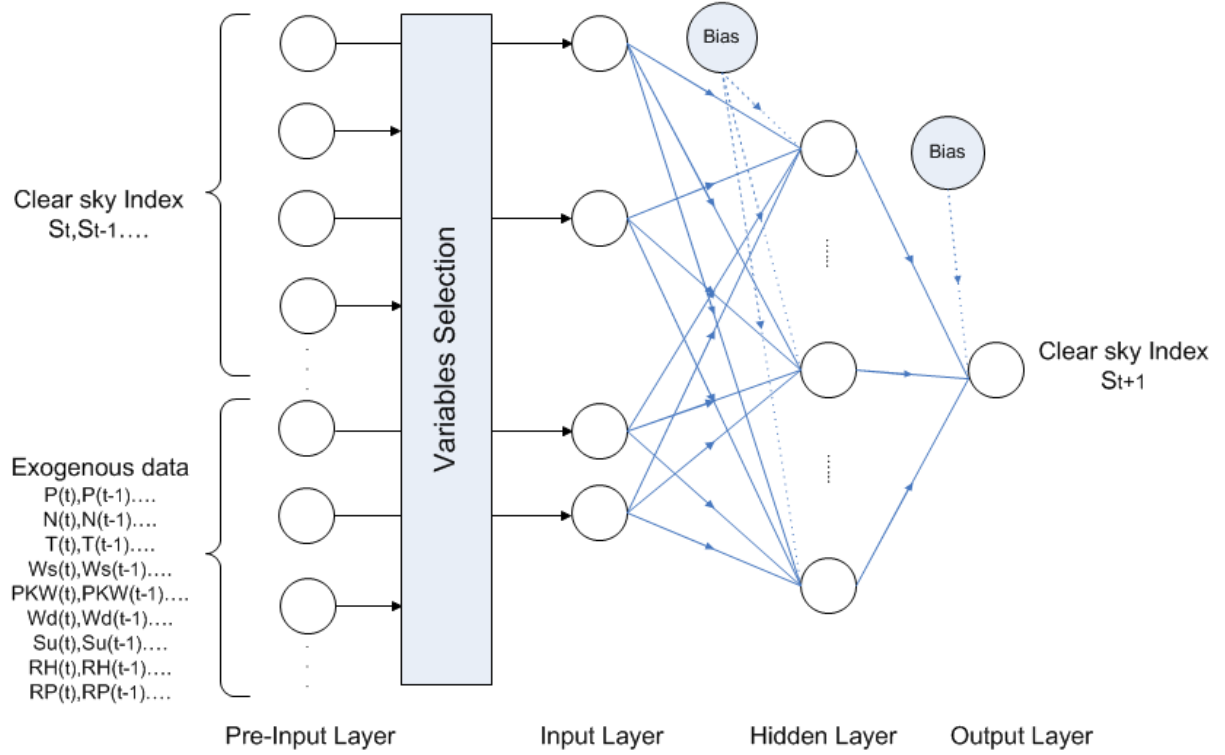 Clear sky Index
St,St-1....
Exogenous data
P(t),P(t-1)....
N(t),N(t-1)....
T(t),T(t-1)....
Ws(t),Ws(t-1)....
PKW(t),PKW(t-1)....
Wd(t),Wd(t-1)....
Su(t),Su(t-1)....
RH(t),RH(t-1)....
RP(t),RP(t-1)....
Variables Selection
Bias
Bias
Clear sky Index
St+1
Pre-Input Layer
Input Layer
Hidden Layer
Output Layer